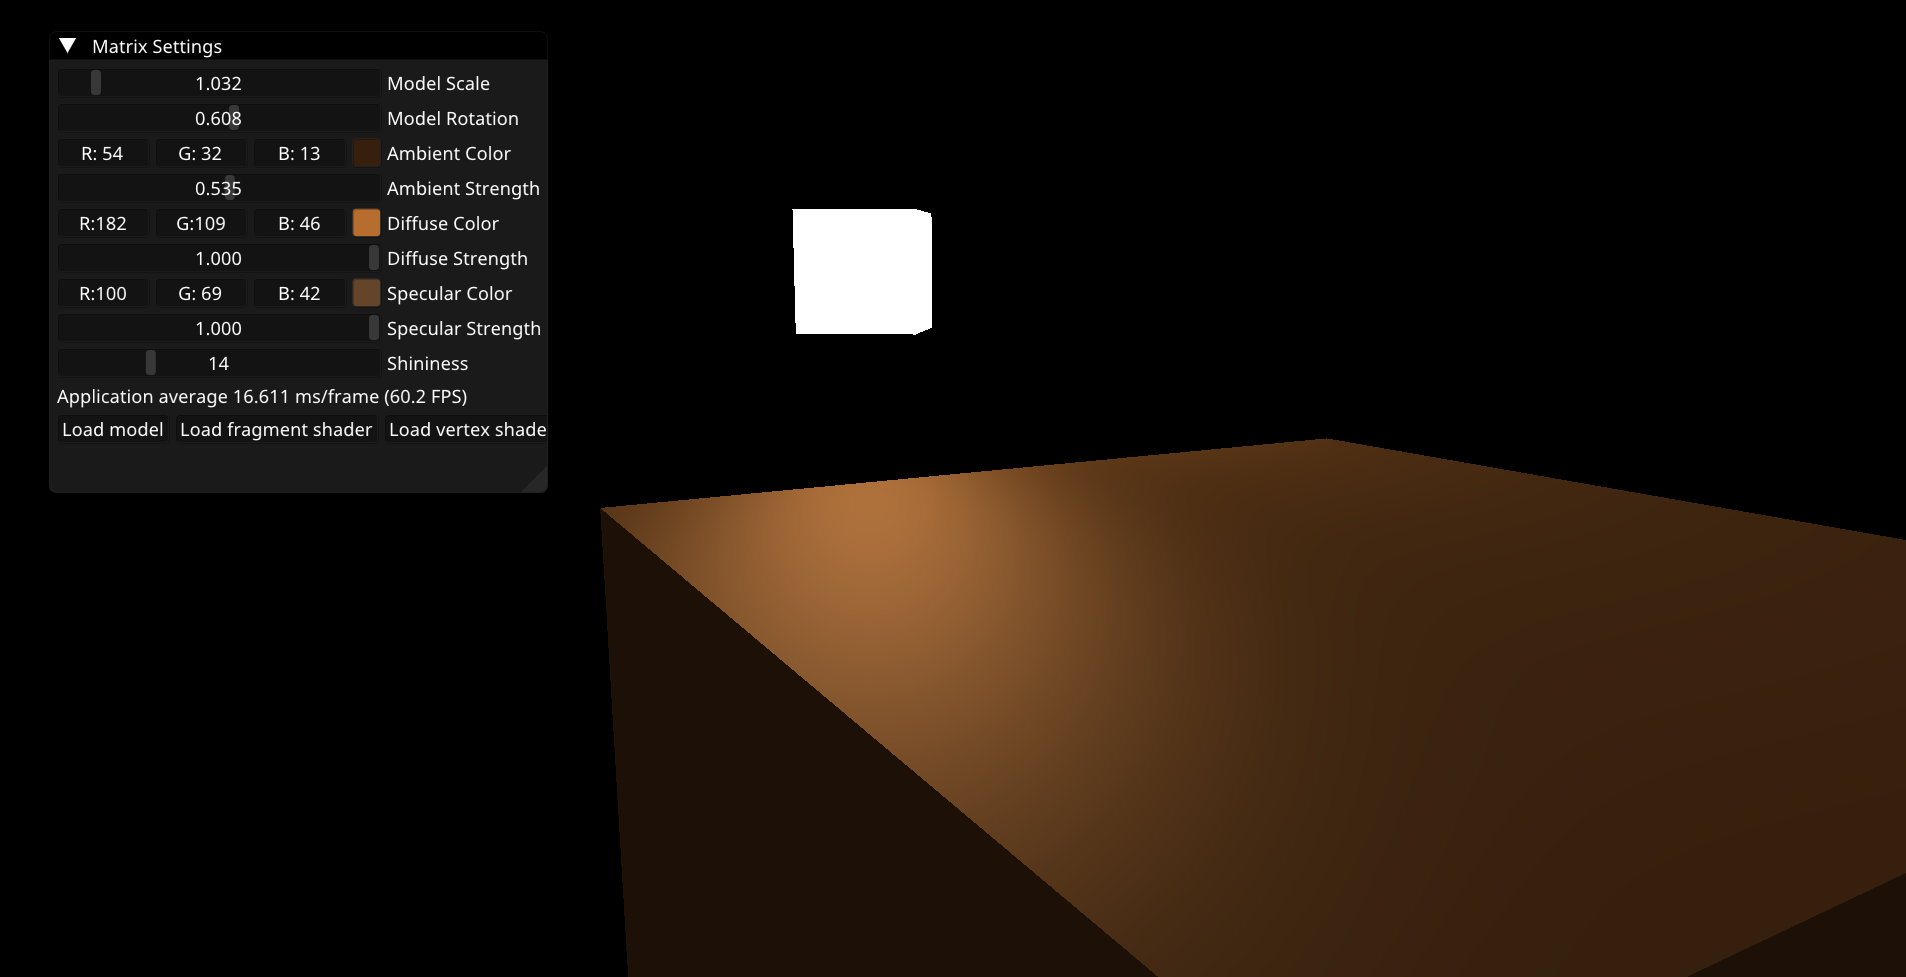 Matrix Settings
1.032 Model Scale
0.608 Model Rotation
R: 54 G: 32 B: 13 Ambient Color
0.535 Ambient Strength
R:182 G:109 B: 46 Diffuse Color
1.000 Diffuse Strength
R:100 G: 69 B: 42 Specular Color
1.000 Specular Strength
14 Shininess
Application average 16.611 ms/frame (60.2 FPS)
Load model Load fragment shader Load vertex shade